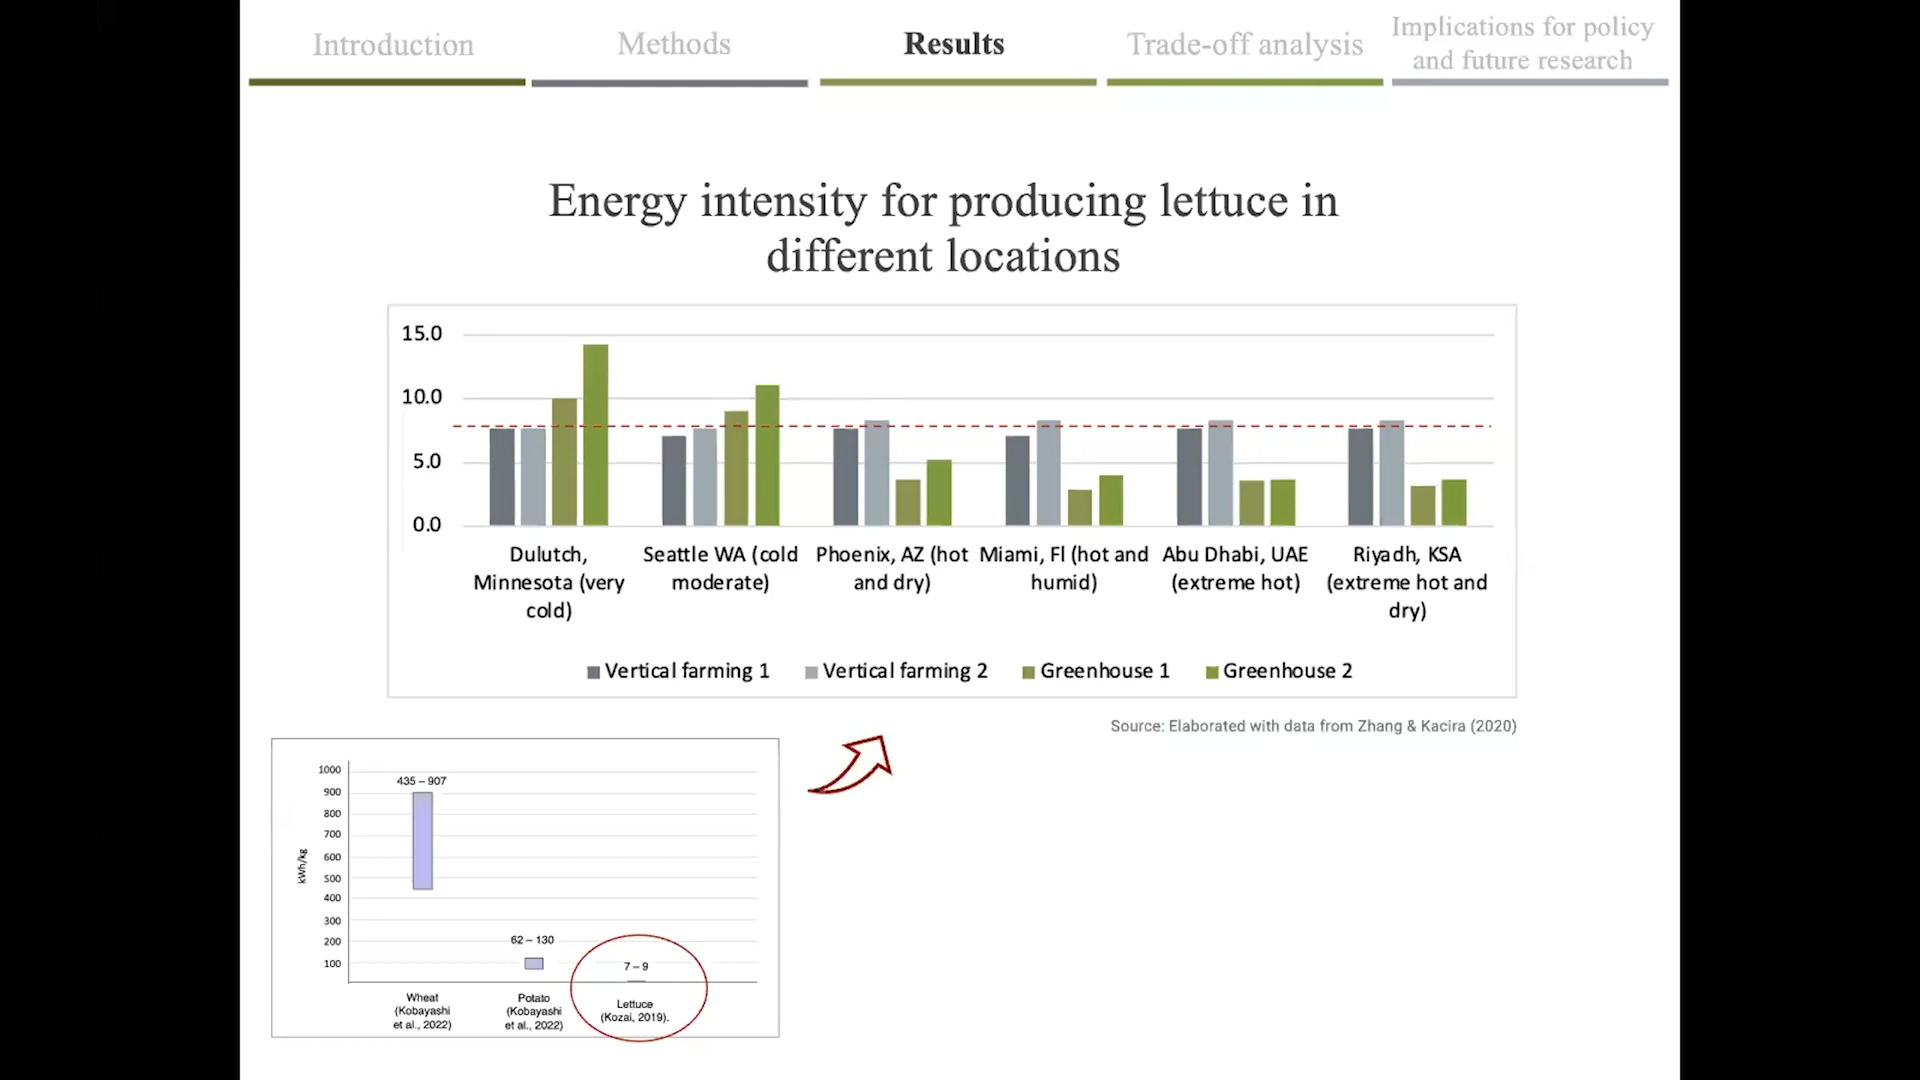 Introduction
Methods
Results
Trade-off analysis
Implications for policy
and future research
Energy intensity for producing lettuce in
different locations
15.0
10.0
5.0
0.0
Dulutch,
Minnesota (very
cold)
Seattle WA (cold
moderate)
Phoenix, AZ (hot
and dry)
Miami, Fl (hot and
humid)
Abu Dhabi, UAE
(extreme hot)
Riyadh, KSA
(extreme hot and
dry)
Vertical farming 1
Vertical farming 2
Greenhouse 1
Greenhouse 2
Source: Elaborated with data from Zhang & Kacira (2020)
kWh/kg
1000
900
800
700
600
500
400
300
200
100
435 – 907
62 – 130
7 – 9
Wheat
(Kobayashi
et al., 2022)
Potato
(Kobayashi
et al., 2022)
Lettuce
(Kozai, 2019).